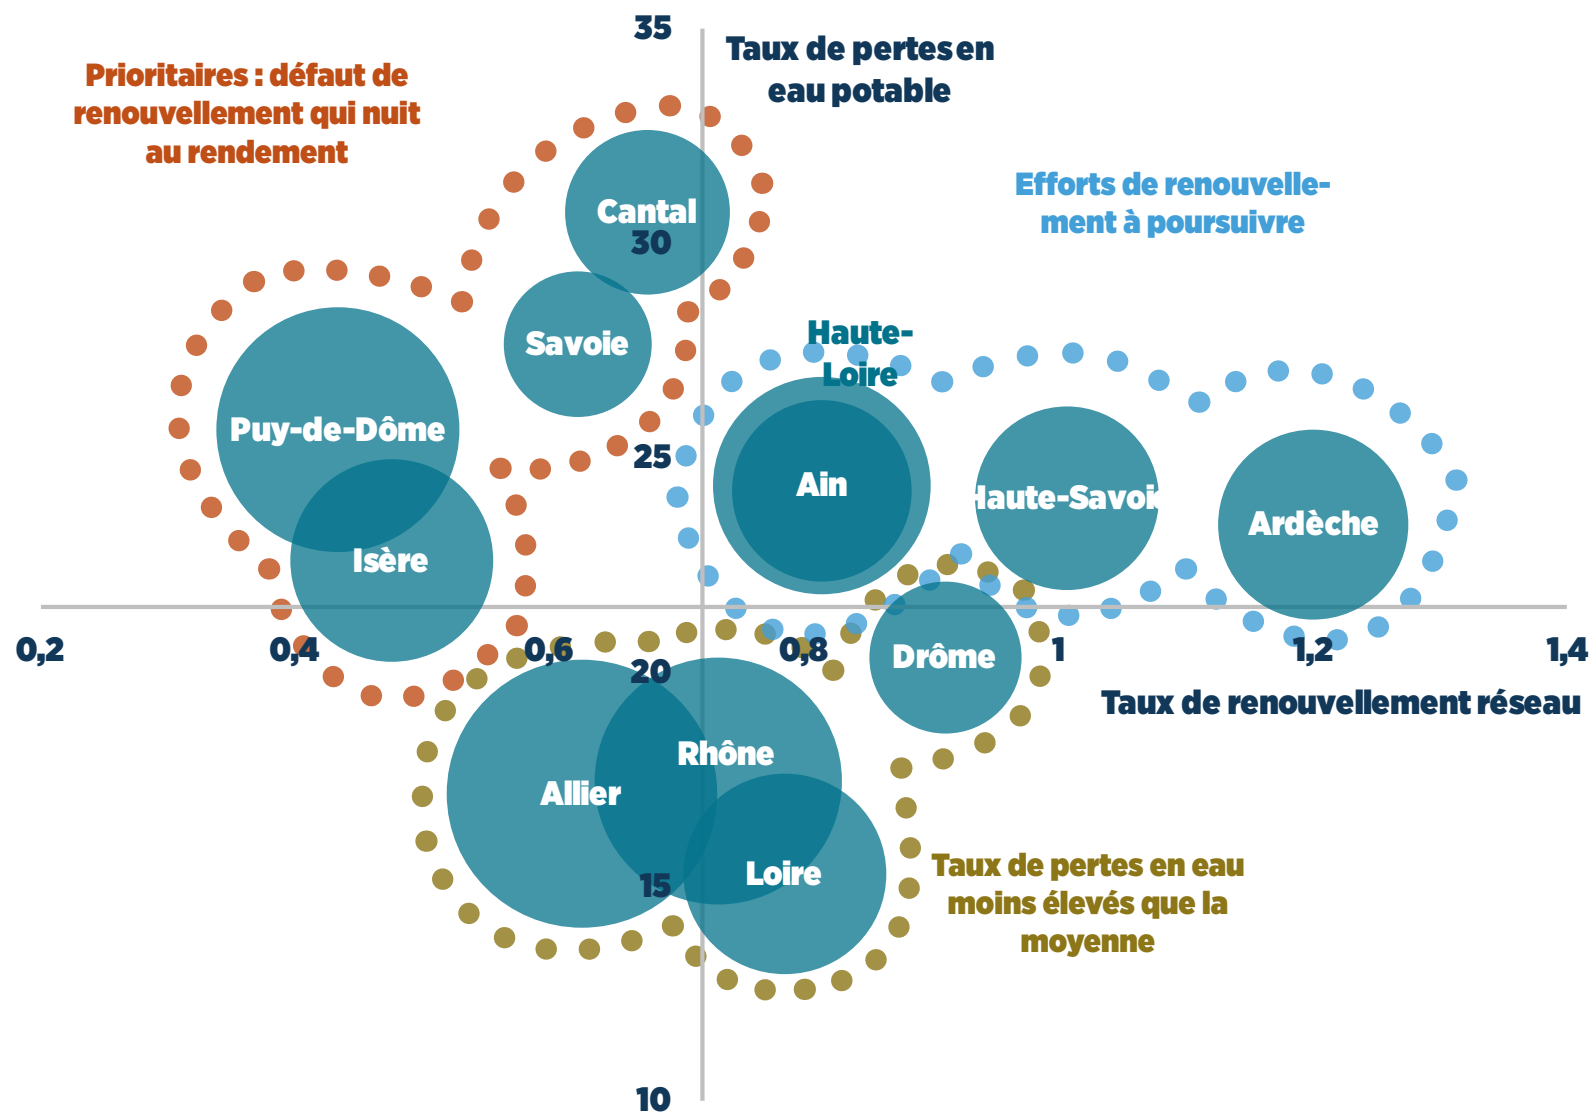 35
Taux de pertes en
eau potable
Prioritaires : défaut de
renouvellement qui nuit
au rendement
Efforts de renouvelle-
ment à poursuivre
Cantal
30
Savoie
Haute-
Loire
Puy-de-Dôme
25
Ain
Haute-Savoie
Ardèche
Isère
0,2
0,4
0,6
0,8
1
1,2
1,4
Drôme
20
Taux de renouvellement réseau
Rhône
Allier
Loire
15
Taux de pertes en eau
moins élevés que la
moyenne
10